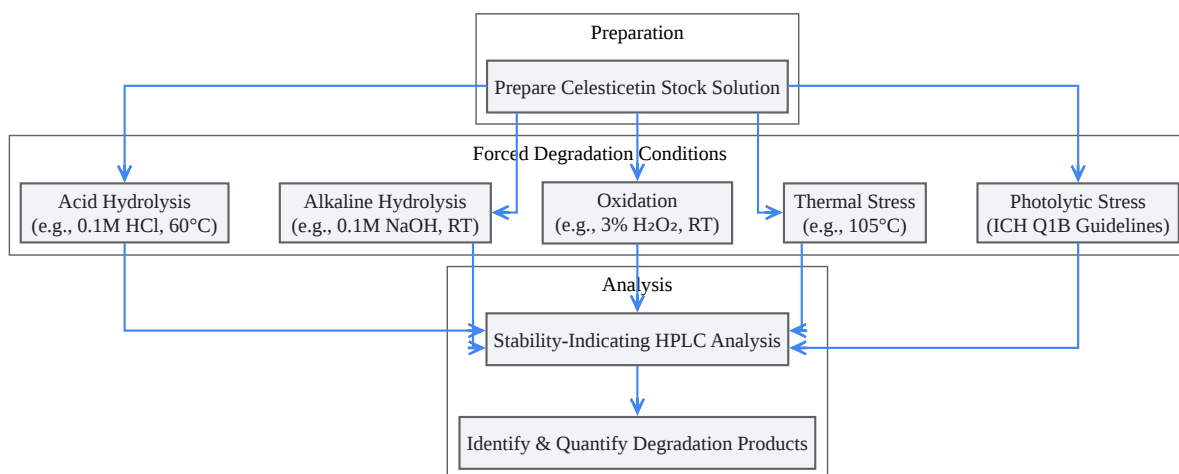 Preparation
Prepare Celesticetin Stock Solution
Forced Degradation Conditions
Acid Hydrolysis
(e.g., 0.1M HCl, 60°C)
Alkaline Hydrolysis
(e.g., 0.1M NaOH, RT)
Oxidation
(e.g., 3% H₂O₂, RT)
Thermal Stress
(e.g., 105°C)
Photolytic Stress
(ICH Q1B Guidelines)
Analysis
Stability-Indicating HPLC Analysis
Identify & Quantify Degradation Products